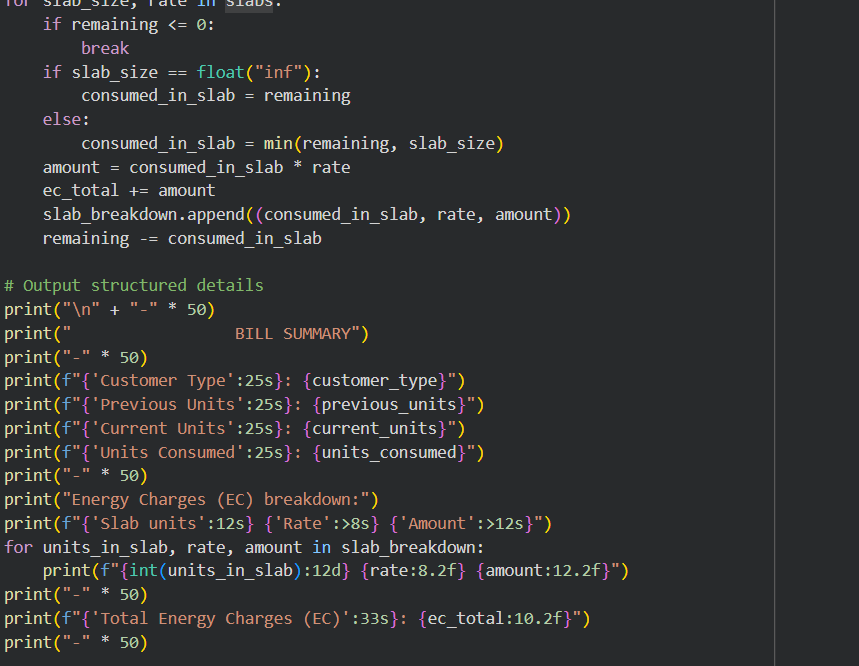 for slab_size, rate in slabs:
    if remaining <= 0:
        break
    if slab_size == float("inf"):
        consumed_in_slab = remaining
    else:
        consumed_in_slab = min(remaining, slab_size)
    amount = consumed_in_slab * rate
    ec_total += amount
    slab_breakdown.append((consumed_in_slab, rate, amount))
    remaining -= consumed_in_slab

# Output structured details
print("\n" + "-" * 50)
print("                 BILL SUMMARY")
print("-" * 50)
print(f"{'Customer Type':25s}: {customer_type}")
print(f"{'Previous Units':25s}: {previous_units}")
print(f"{'Current Units':25s}: {current_units}")
print(f"{'Units Consumed':25s}: {units_consumed}")
print("-" * 50)
print("Energy Charges (EC) breakdown:")
print(f"{'Slab units':12s} {'Rate':>8s} {'Amount':>12s}")
for units_in_slab, rate, amount in slab_breakdown:
    print(f"{int(units_in_slab):12d} {rate:8.2f} {amount:12.2f}")
print("-" * 50)
print(f"{'Total Energy Charges (EC)':33s}: {ec_total:10.2f}")
print("-" * 50)